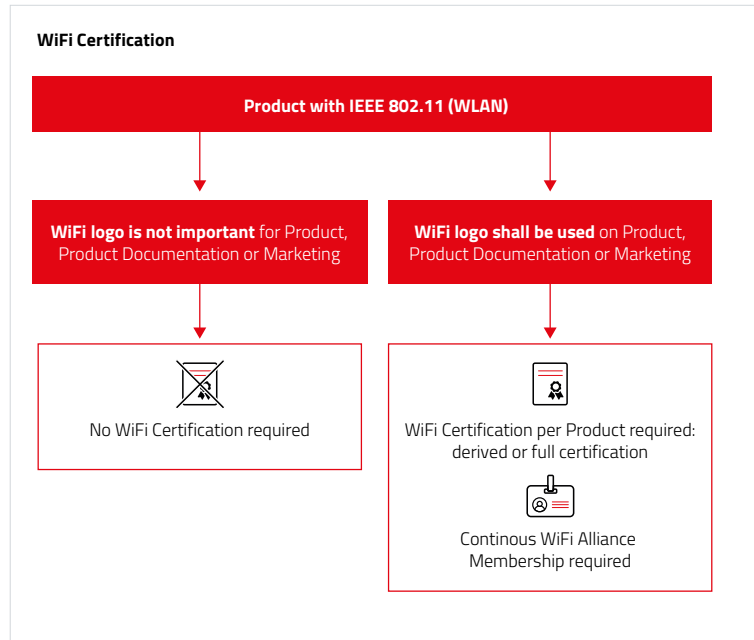 WiFi Certification
Product with IEEE 802.11 (WLAN)
WiFi logo is not important for Product,
Product Documentation or Marketing
WiFi logo shall be used on Product,
Product Documentation or Marketing
No WiFi Certification required
WiFi Certification per Product required:
derived or full certification
Continous WiFi Alliance
Membership required